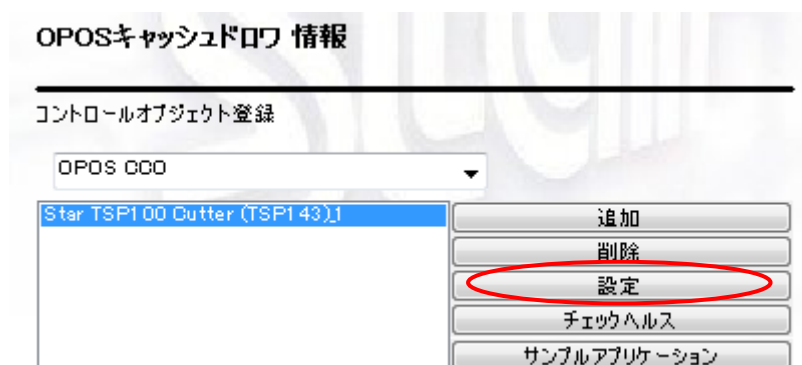 OPOSキャッシュドロワ 情報
コントロールオブジェクト登録
OPOS CCO
Star TSP100 Cutter (TSP143)_1
追加
削除
設定
チェックヘルス
サンプルアプリケーション